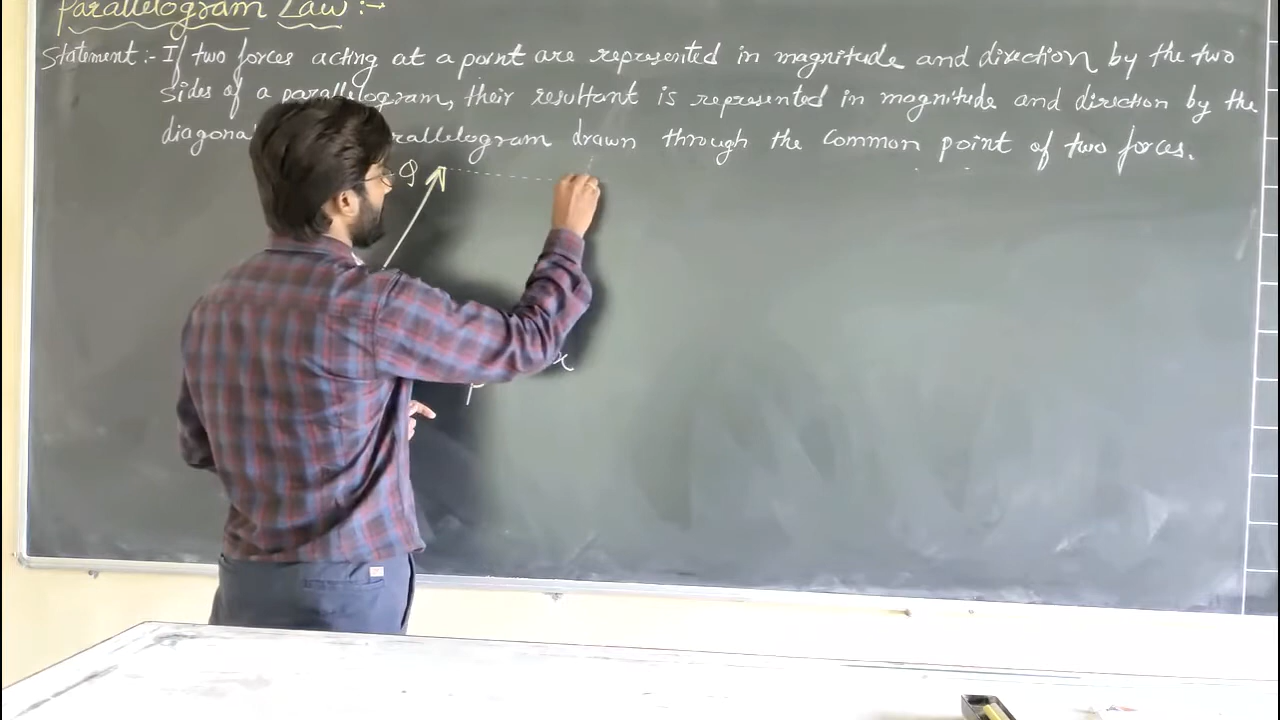 Parallelogram Law :-
Statement :- If two forces acting at a point are represented in magnitude and direction by the two
sides of a parallelogram, their resultant is represented in magnitude and direction by the
drawn through the common point of two forces.
Q
x
P